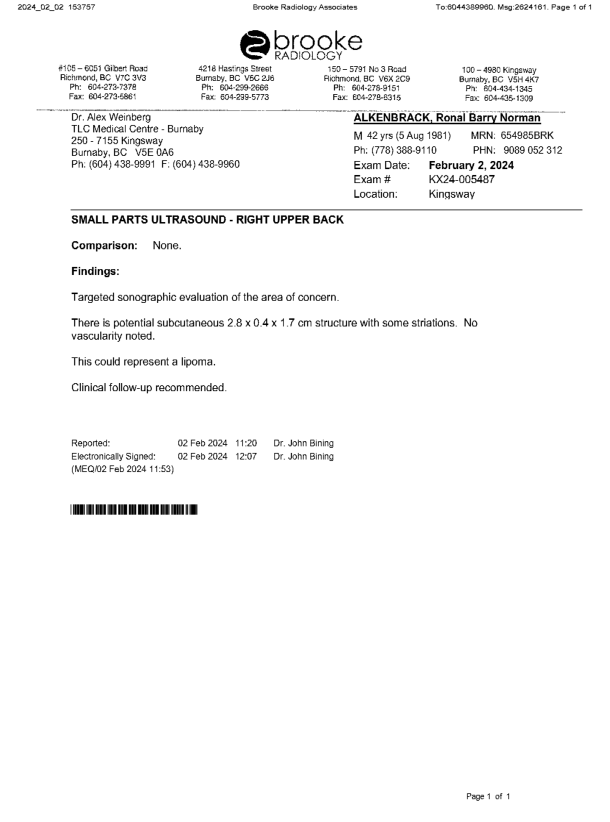 2024_02_02 153757 Brooke Radiology Associates To:6044389960. Msg:2624161. Page 1 of 1
brooke
RADIOLOGY
#105 – 6051 Gilbert Road 4218 Hastings Street 150 – 5791 No 3 Road 100 – 4980 Kingsway
Richmond, BC V7C 3V3 Burnaby, BC V5C 2J6 Richmond, BC V6X 2C9 Burnaby, BC V5H 4K7
Ph: 604-273-7378 Ph: 604-299-2666 Ph: 604-278-9151 Ph: 604-434-1345
Fax: 604-273-5861 Fax: 604-299-5773 Fax: 604-278-6315 Fax: 604-435-1309
Dr. Alex Weinberg
TLC Medical Centre - Burnaby
250 - 7155 Kingsway
Burnaby, BC V5E 0A6
Ph: (604) 438-9991 F: (604) 438-9960
ALKENBRACK, Ronal Barry Norman
M 42 yrs (5 Aug 1981) MRN: 654985BRK
Ph: (778) 388-9110 PHN: 9089 052 312
Exam Date: February 2, 2024
Exam # KX24-005487
Location: Kingsway
SMALL PARTS ULTRASOUND - RIGHT UPPER BACK
Comparison: None.
Findings:
Targeted sonographic evaluation of the area of concern.
There is potential subcutaneous 2.8 x 0.4 x 1.7 cm structure with some striations. No
vascularity noted.
This could represent a lipoma.
Clinical follow-up recommended.
Reported: 02 Feb 2024 11:20 Dr. John Bining
Electronically Signed: 02 Feb 2024 12:07 Dr. John Bining
(MEQ/02 Feb 2024 11:53)
Page 1 of 1